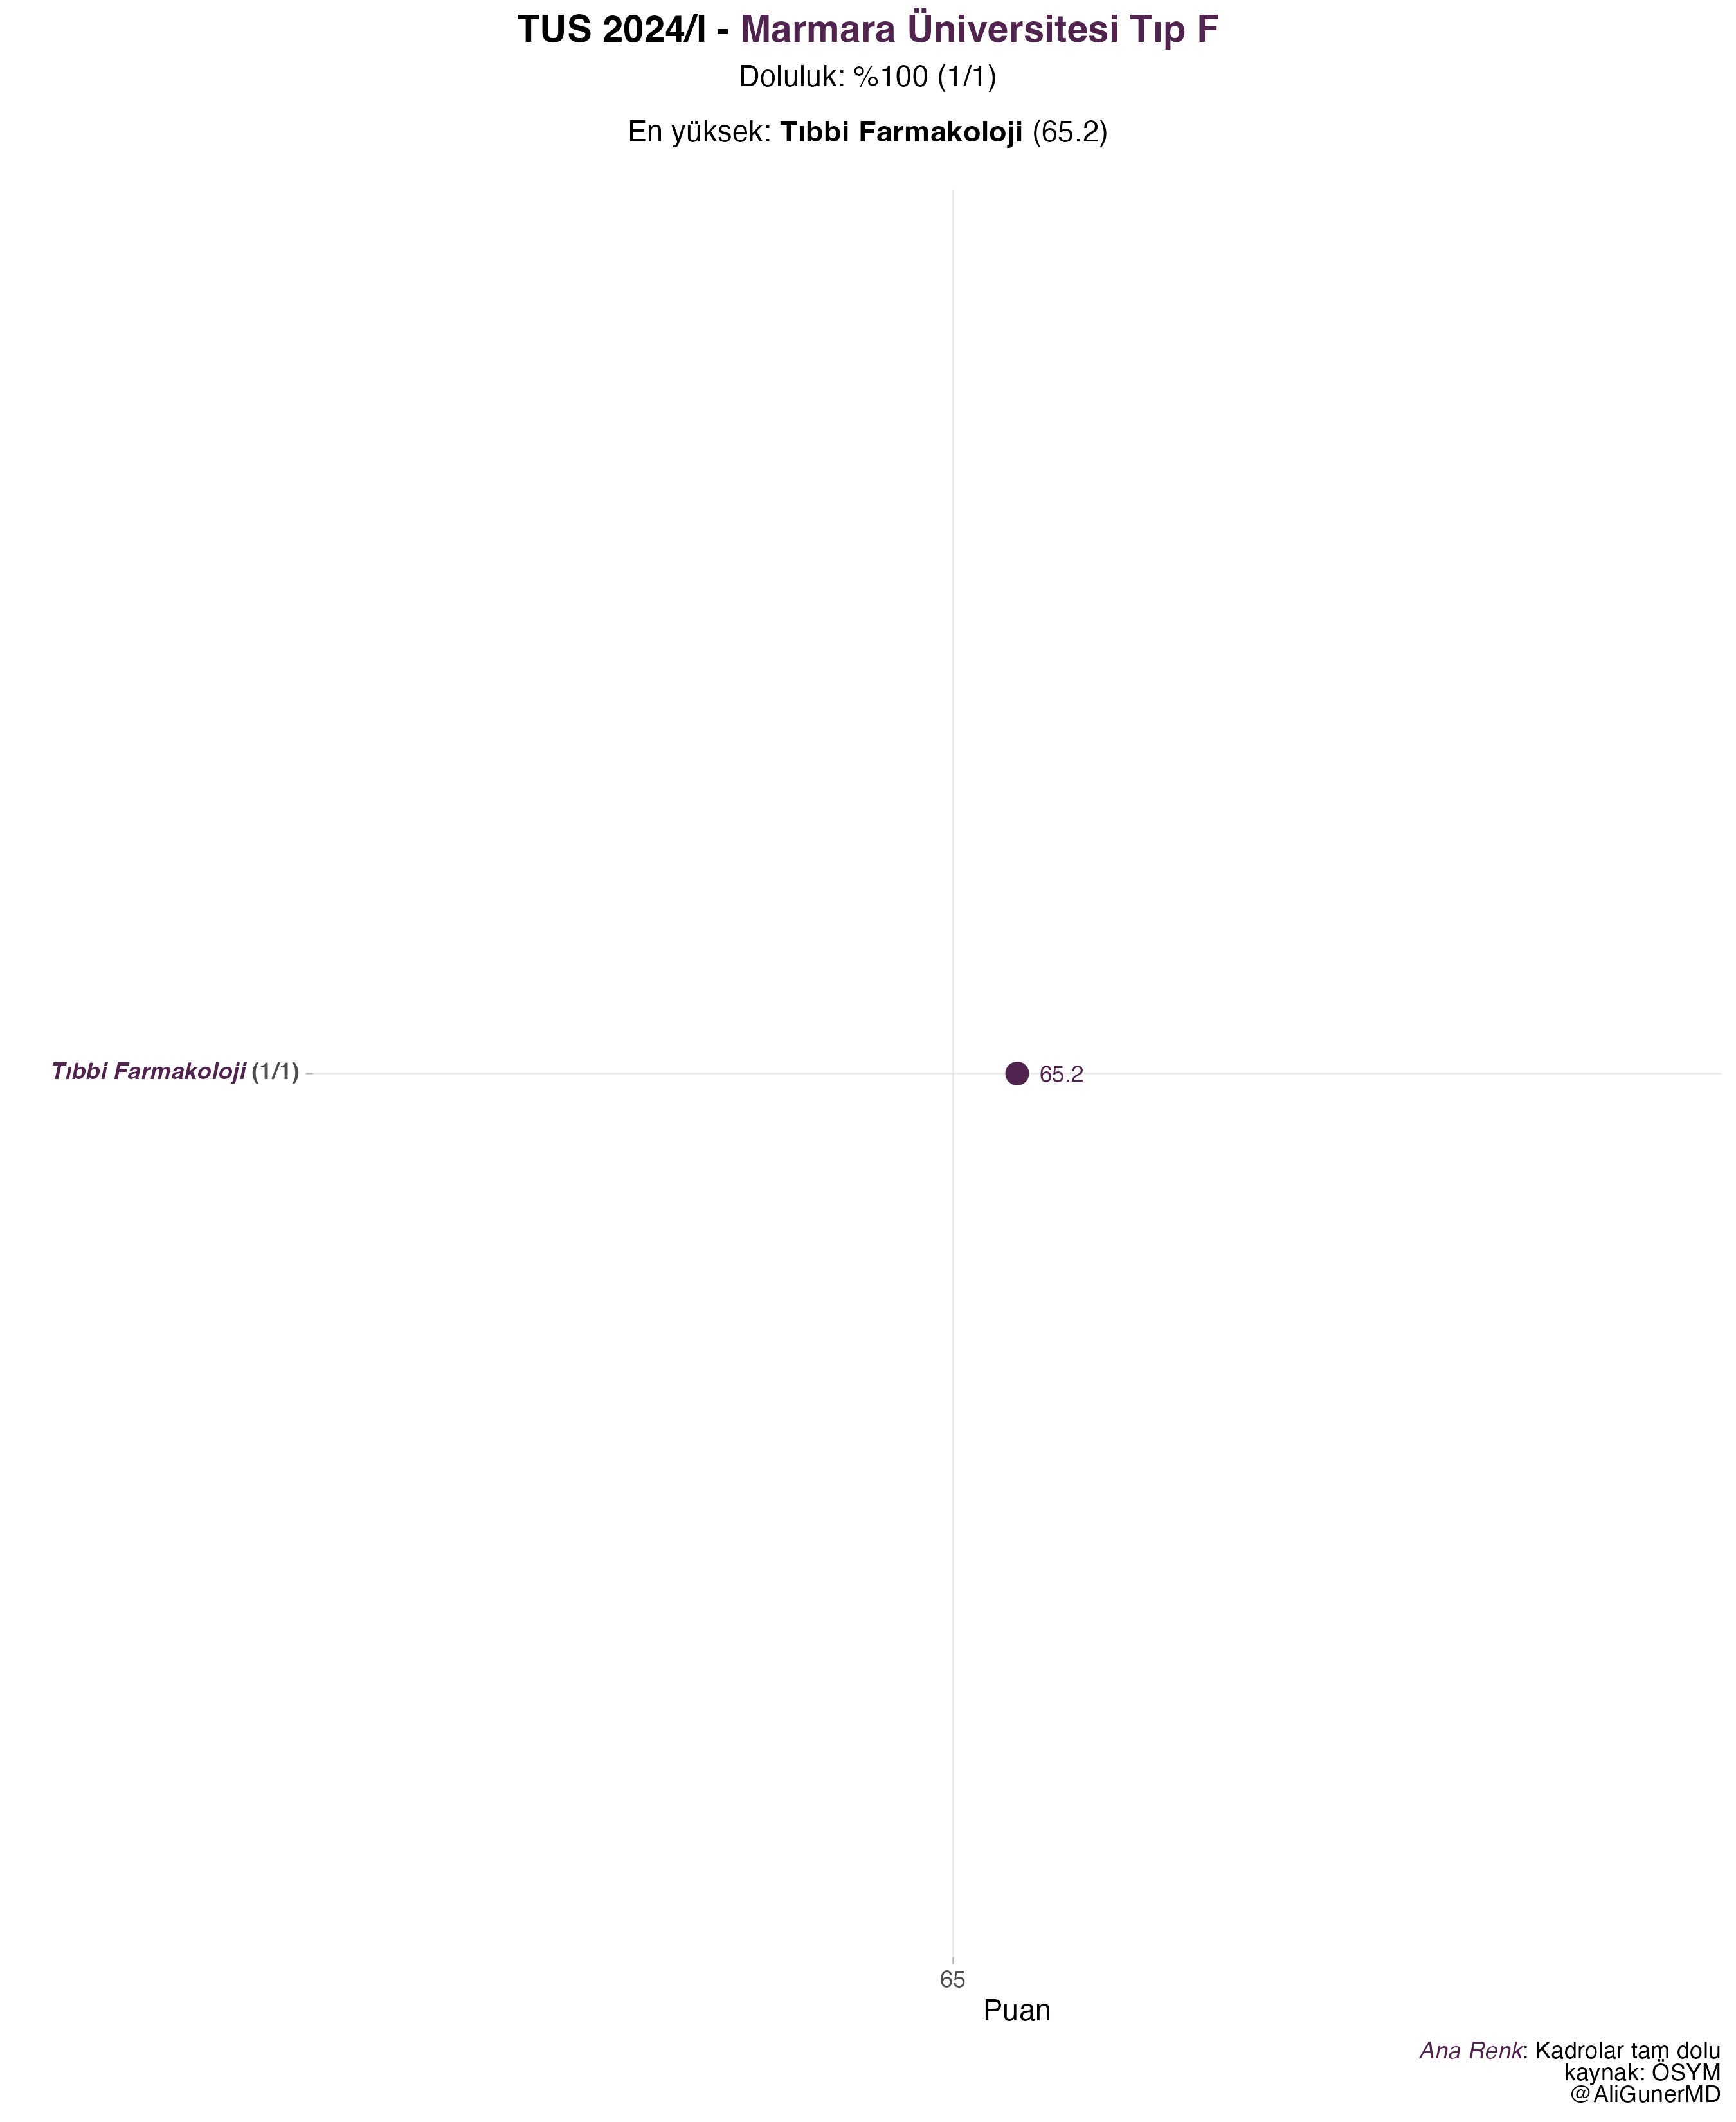 TUS 2024/I - Marmara Üniversitesi Tıp F
Doluluk: %100 (1/1)
En yüksek: Tıbbi Farmakoloji (65.2)
Tıbbi Farmakoloji (1/1)
65.2
65
Puan
Ana Renk: Kadrolar tam dolu
kaynak: ÖSYM
@AliGunerMD